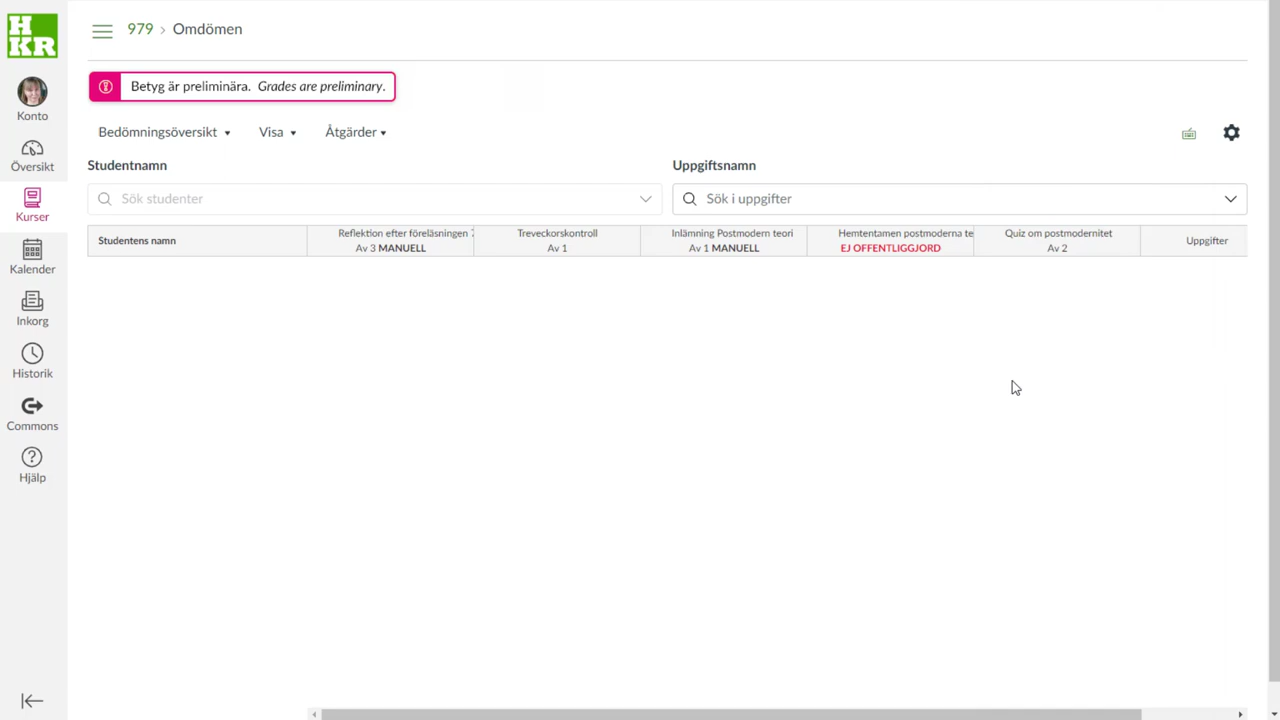 HKR
979 > Omdömen
Betyg är preliminära. Grades are preliminary.
Konto
Översikt
Kurser
Kalender
Inkorg
Historik
Commons
Hjälp
Bedömningsöversikt
Visa
Åtgärder
Studentnamn
Uppgiftsnamn
Sök studenter
Sök i uppgifter
Studentens namn
Reflektion efter föreläsningen
Av 3 MANUELL
Treveckorskontroll
Av 1
Inlämning Postmodern teori
Av 1 MANUELL
Hemtentamen postmoderna te
EJ OFFENTLIGGJORD
Quiz om postmodernitet
Av 2
Uppgifter